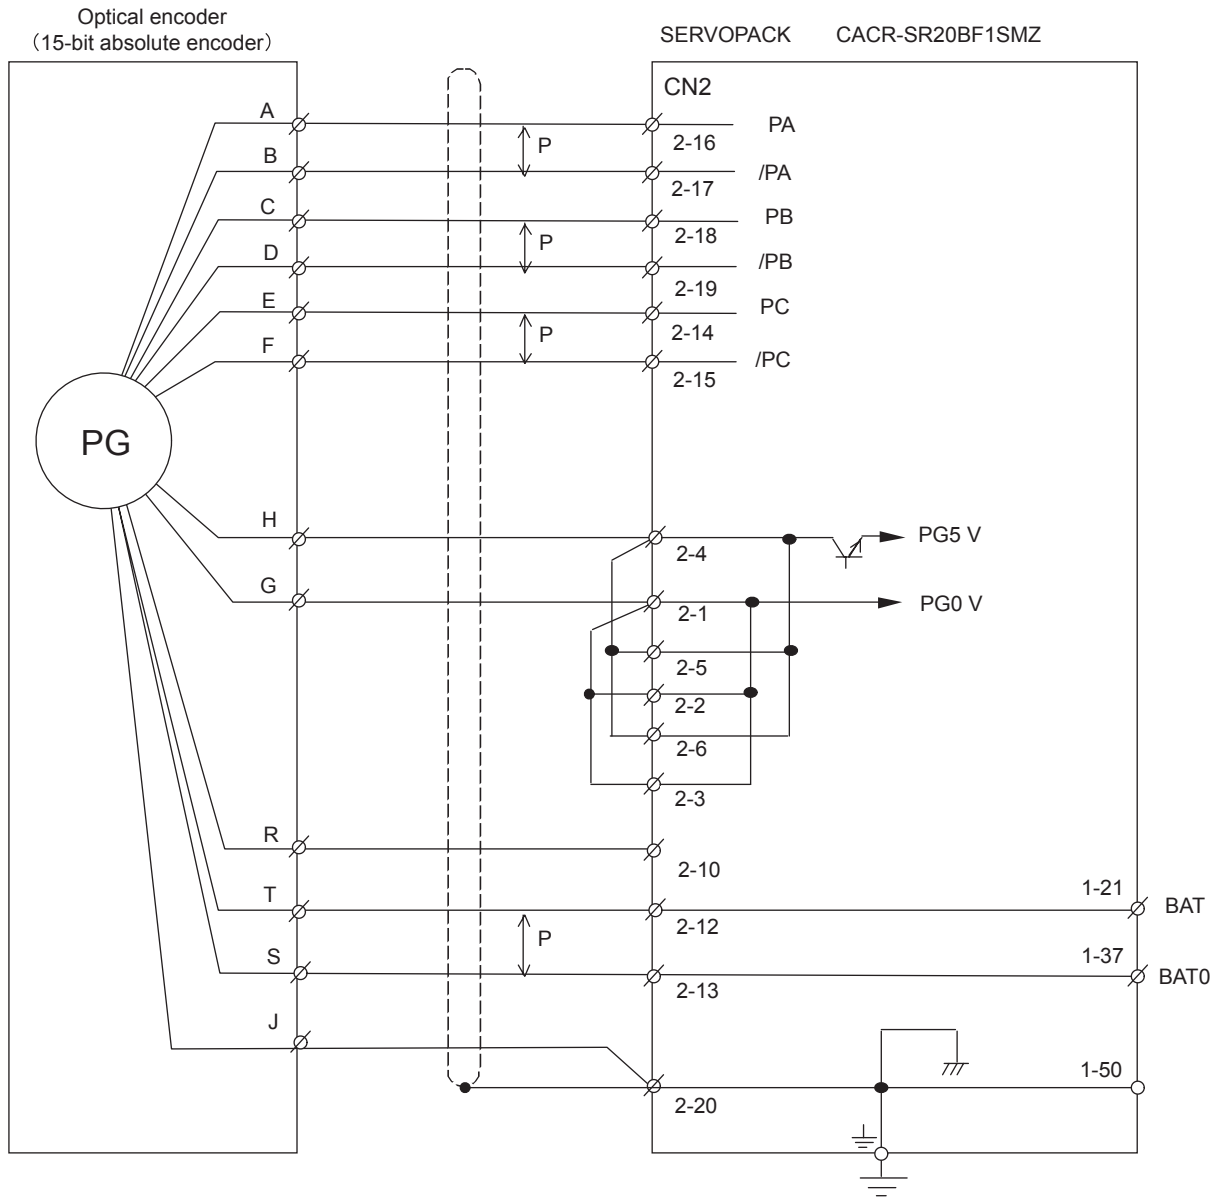 Optical encoder
（15-bit absolute encoder）
SERVOPACK CACR-SR20BF1SMZ
CN2
A
PA
P
2-16
B
/PA
2-17
C
PB
2-18
P
D
/PB
2-19
E
PC
2-14
P
F
/PC
2-15
PG
H
PG5 V
2-4
G
PG0 V
2-1
2-5
2-2
2-6
2-3
R
2-10
T
1-21
BAT
2-12
P
S
1-37
BAT0
2-13
J
1-50
2-20